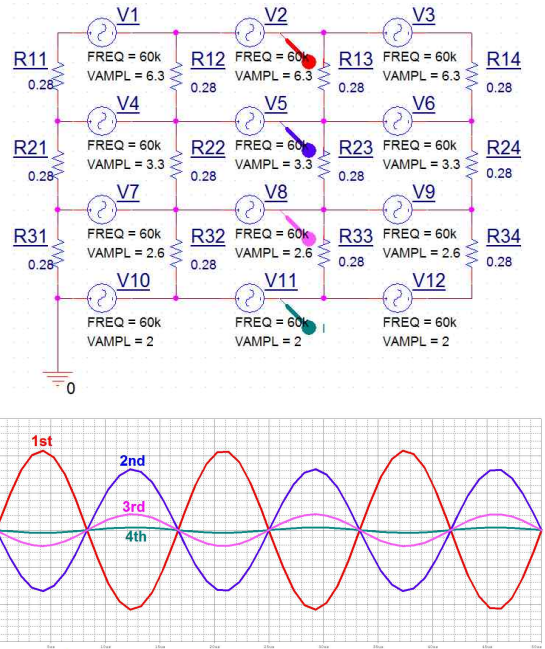 V1
V2
V3
R11
0.28
FREQ = 60k
VAMPL = 6.3
R12
0.28
FREQ = 60k
VAMPL = 6.3
R13
0.28
FREQ = 60k
VAMPL = 6.3
R14
0.28
V4
V5
V6
R21
0.28
FREQ = 60k
VAMPL = 3.3
R22
0.28
FREQ = 60k
VAMPL = 3.3
R23
0.28
FREQ = 60k
VAMPL = 3.3
R24
0.28
V7
V8
V9
R31
0.28
FREQ = 60k
VAMPL = 2.6
R32
0.28
FREQ = 60k
VAMPL = 2.6
R33
0.28
FREQ = 60k
VAMPL = 2.6
R34
0.28
V10
V11
V12
FREQ = 60k
VAMPL = 2
FREQ = 60k
VAMPL = 2
I
FREQ = 60k
VAMPL = 2
0
1st
2nd
3rd
4th